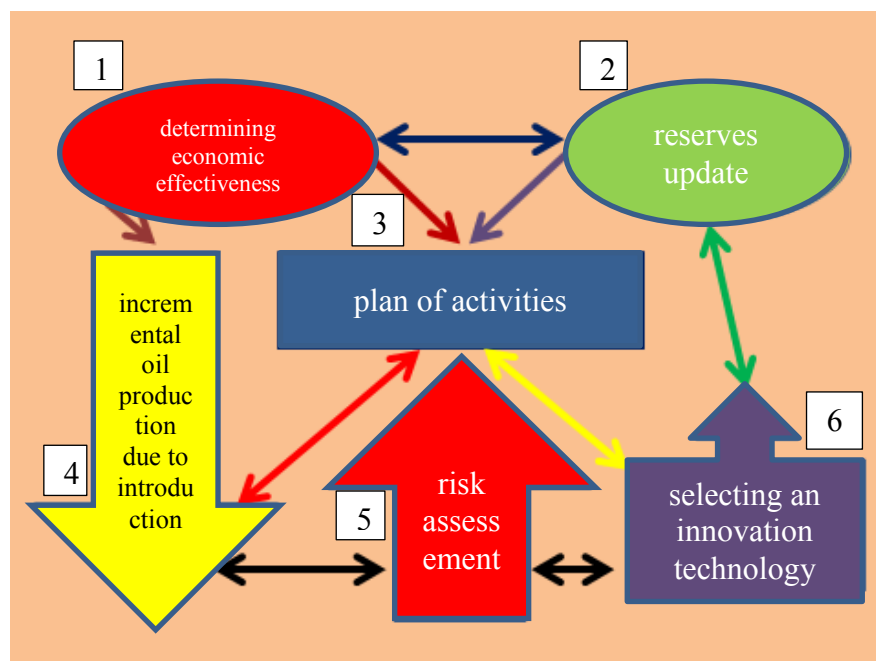 1
determining
economic
effectiveness
2
reserves
update
3
plan of activities
4
increm
ental
oil
produc
tion
due to
introdu
ction
5
risk
assess
ement
6
selecting an
innovation
technology